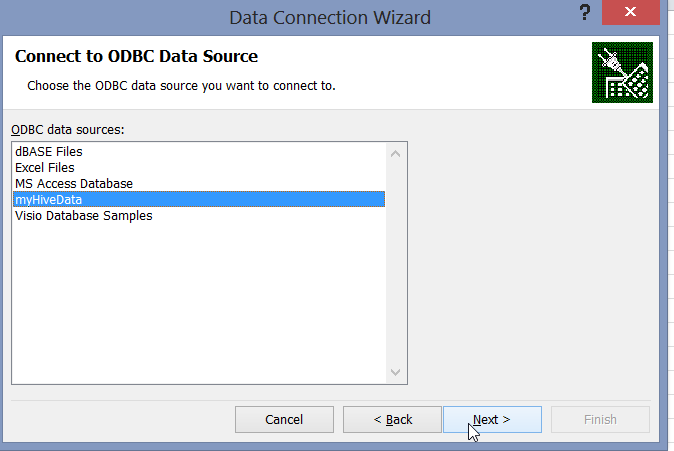 Data Connection Wizard
?
x
Connect to ODBC Data Source
Choose the ODBC data source you want to connect to.
ODBC data sources:
dBASE Files
Excel Files
MS Access Database
myHiveData
Visio Database Samples
Cancel
< Back
Next >
Finish